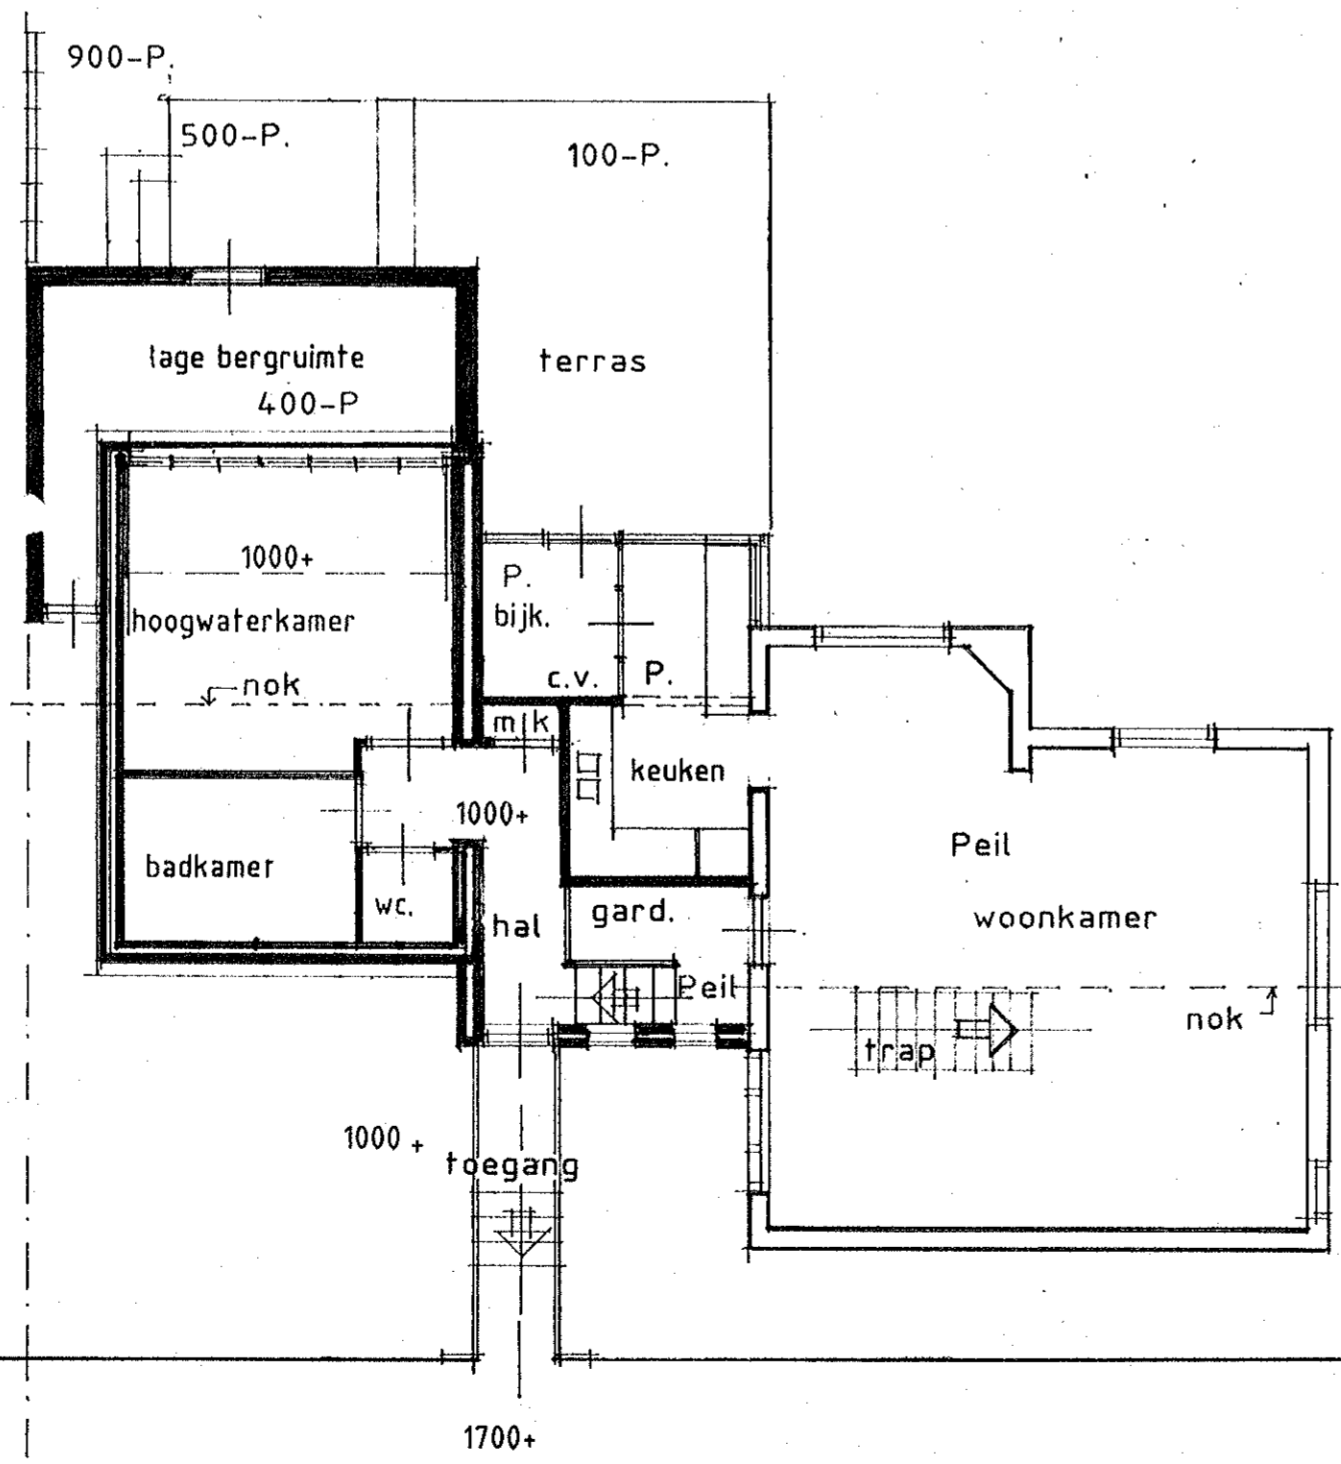 900-P.
500-P.
100-P.
lage bergruimte
400-P
terras
1000+
hoogwaterkamer
nok
P.
bijk.
c.v.
P.
m k
keuken
1000+
badkamer
wc.
hal
gard.
Peil
Peil
woonkamer
nok
trap
1000 +
toegang
1700+